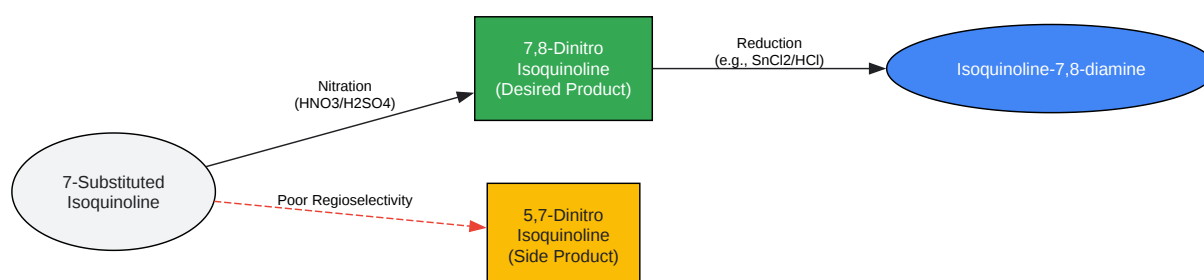 7-Substituted
Isoquinoline
Nitration
(HNO3/H2SO4)
Poor Regioselectivity
7,8-Dinitro
Isoquinoline
(Desired Product)
5,7-Dinitro
Isoquinoline
(Side Product)
Reduction
(e.g., SnCl2/HCl)
Isoquinoline-7,8-diamine